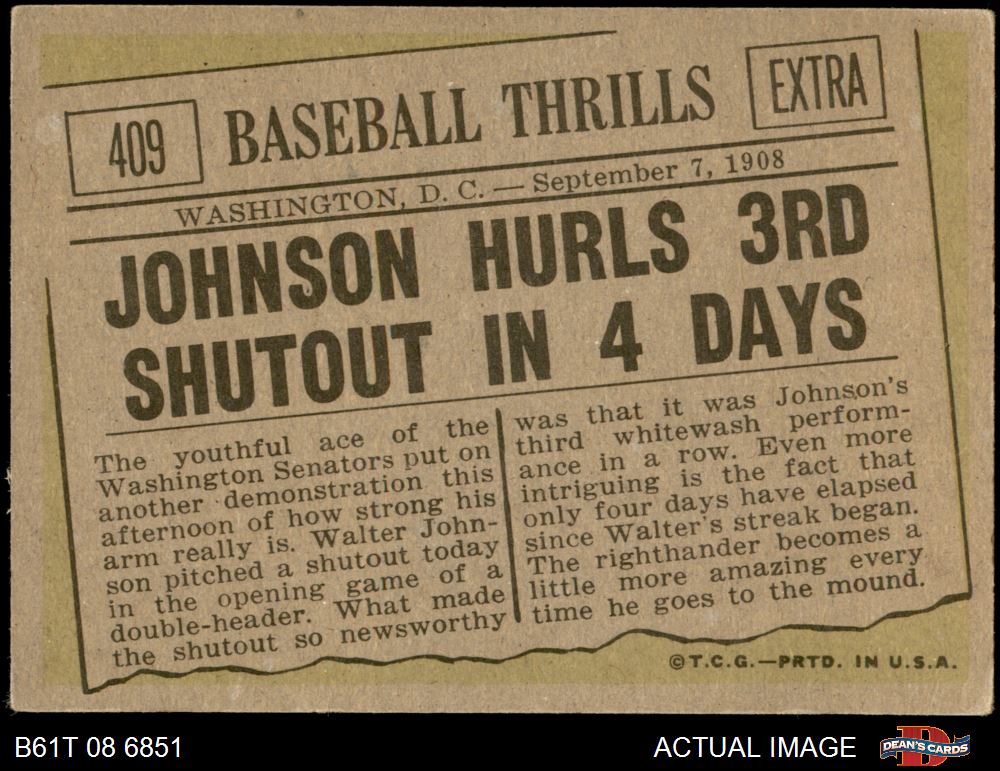 409
BASEBALL THRILLS
EXTRA
WASHINGTON, D. C. — September 7, 1908
JOHNSON HURLS 3RD
SHUTOUT IN 4 DAYS
The youthful ace of the
Washington Senators put on
another demonstration this
afternoon of how strong his
arm really is. Walter John-
son pitched a shutout today
in the opening game of a
double-header. What made
the shutout so newsworthy
was that it was Johnson's
third whitewash perform-
ance in a row. Even more
intriguing is the fact that
only four days have elapsed
since Walter's streak began.
The righthander becomes a
little more amazing every
time he goes to the mound.
©T.C.G.—PRTD. IN U.S.A.
B61T 08 6851
ACTUAL IMAGE
DEAN'S CARDS